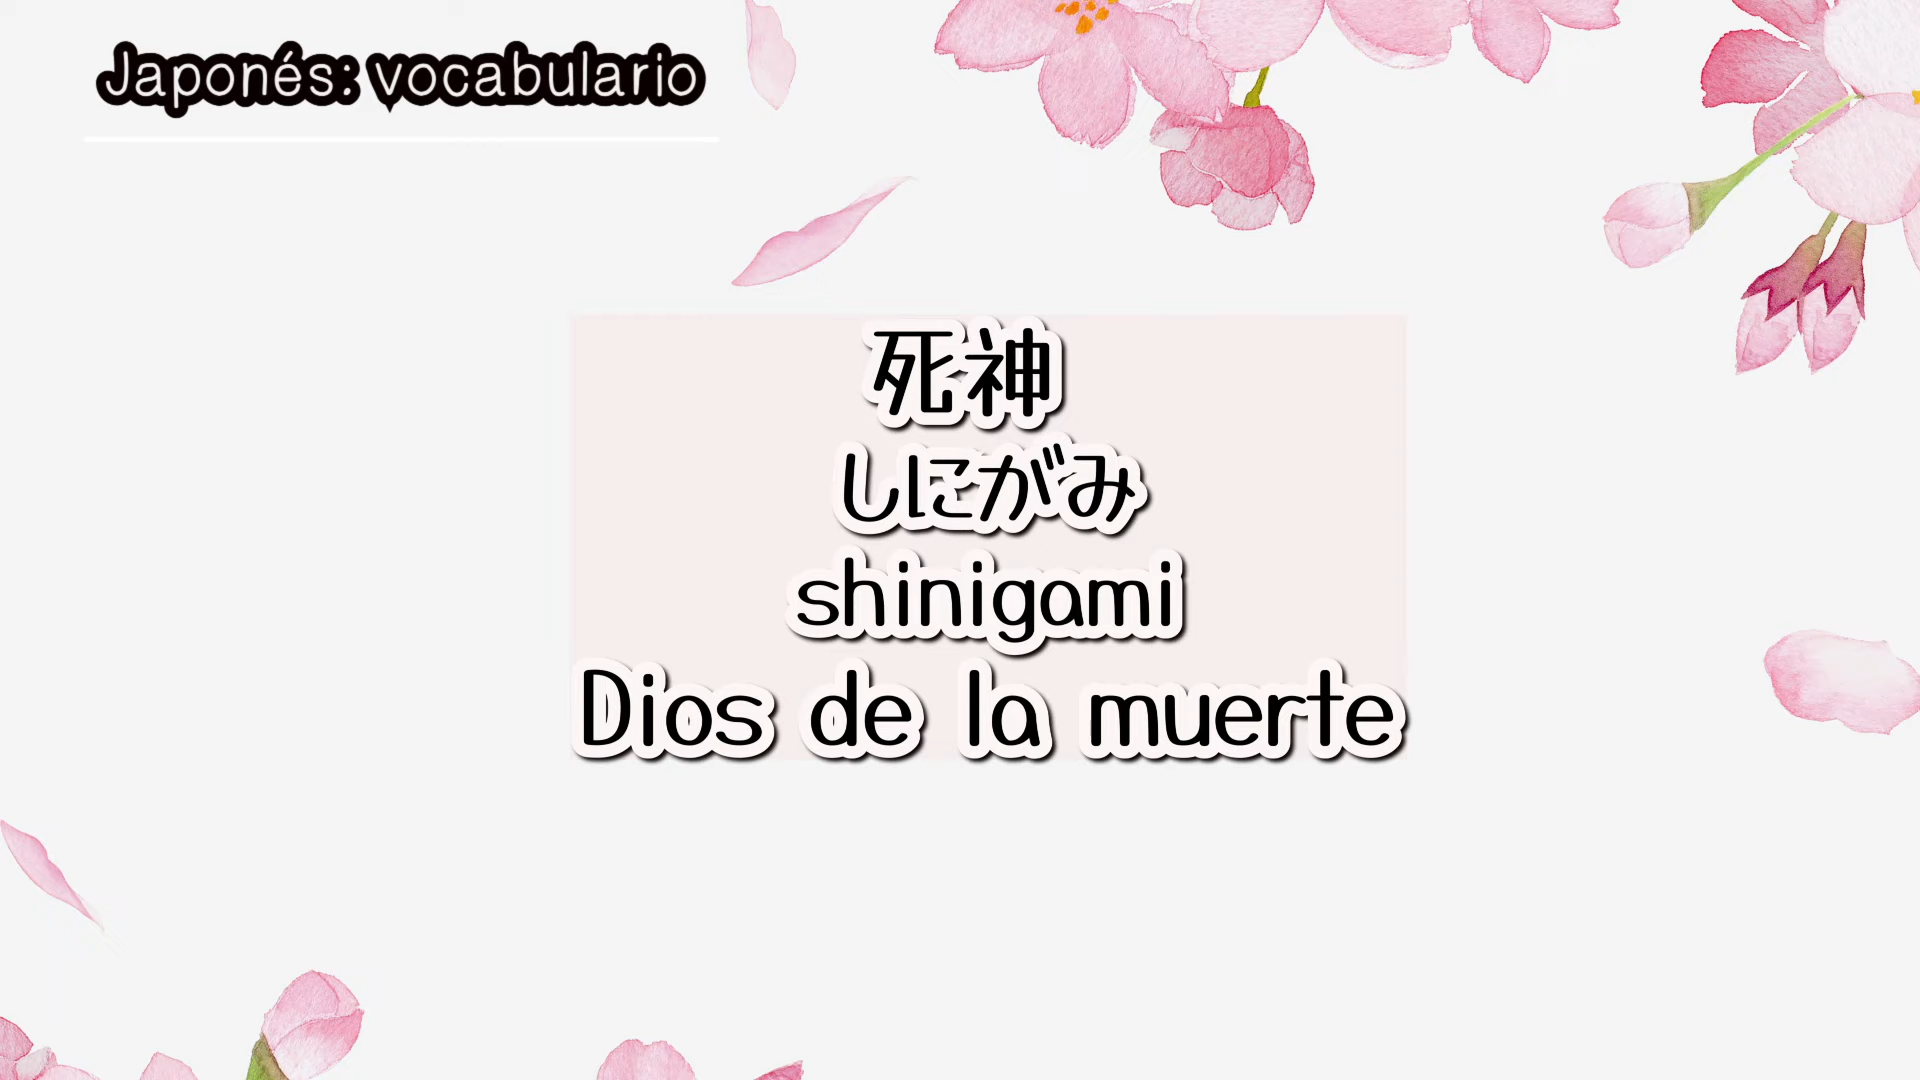 Japonés: vocabulario
死神
しにがみ
shinigami
Dios de la muerte